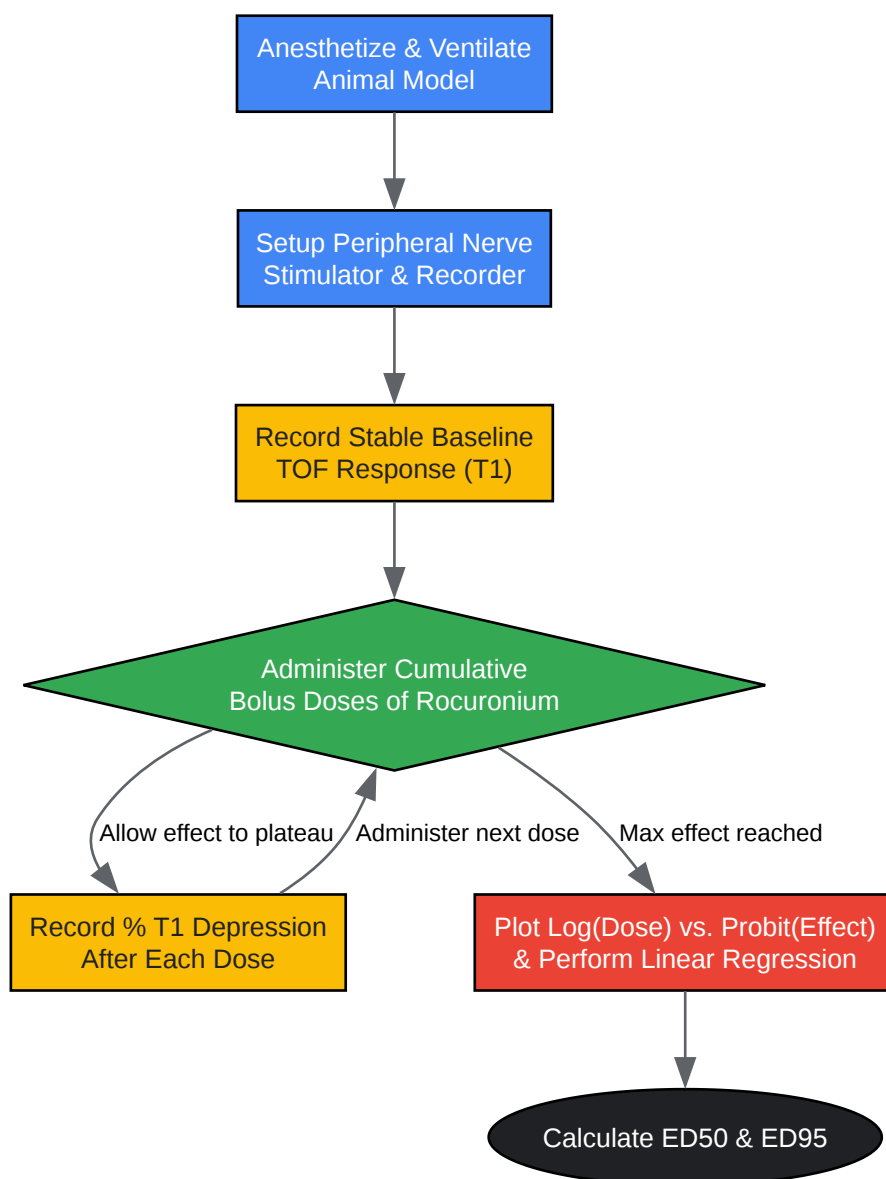 Anesthetize & Ventilate
Animal Model
Setup Peripheral Nerve
Stimulator & Recorder
Record Stable Baseline
TOF Response (T1)
Administer Cumulative
Bolus Doses of Rocuronium
Allow effect to plateau
Administer next dose
Max effect reached
Record % T1 Depression
After Each Dose
Plot Log(Dose) vs. Probit(Effect)
& Perform Linear Regression
Calculate ED50 & ED95